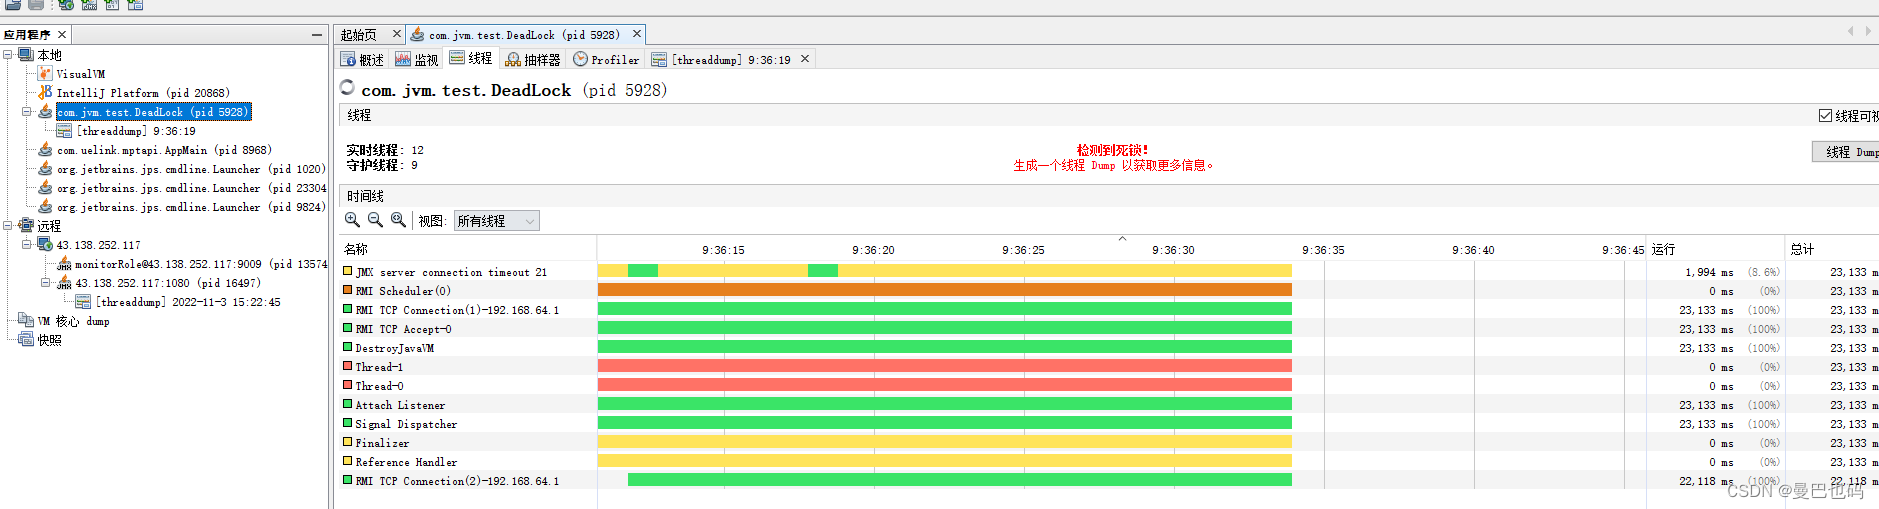 应用程序
本地
VisualVM
IntelliJ Platform (pid 20868)
com.jvm.test.DeadLock (pid 5928)
[threaddump] 9:36:19
com.uelink.mptapi.AppMain (pid 8968)
org.jetbrains.jps.cmdline.Launcher (pid 1020)
org.jetbrains.jps.cmdline.Launcher (pid 23304
org.jetbrains.jps.cmdline.Launcher (pid 9824)
远程
43.138.252.117
monitorRole@43.138.252.117:9009 (pid 13574
43.138.252.117:1080 (pid 16497)
[threaddump] 2022-11-3 15:22:45
VM 核心 dump
快照
起始页 com.jvm.test.DeadLock (pid 5928)
概述 监视 线程 抽样器 Profiler [threaddump] 9:36:19
com.jvm.test.DeadLock (pid 5928)
线程 线程可视
实时线程: 12
守护线程: 9
检测到死锁!
生成一个线程 Dump 以获取更多信息。
线程 Dump
时间线
视图: 所有线程
名称 9:36:15 9:36:20 9:36:25 9:36:30 9:36:35 9:36:40 9:36:45 运行 总计
JMX server connection timeout 21 1,994 ms (8.6%) 23,133 m
RMI Scheduler(0) 0 ms (0%) 23,133 m
RMI TCP Connection(1)-192.168.64.1 23,133 ms (100%) 23,133 m
RMI TCP Accept-0 23,133 ms (100%) 23,133 m
DestroyJavaVM 23,133 ms (100%) 23,133 m
Thread-1 0 ms (0%) 23,133 m
Thread-0 0 ms (0%) 23,133 m
Attach Listener 23,133 ms (100%) 23,133 m
Signal Dispatcher 23,133 ms (100%) 23,133 m
Finalizer 0 ms (0%) 23,133 m
Reference Handler 0 ms (0%) 23,133 m
RMI TCP Connection(2)-192.168.64.1 22,118 ms (100%) 22,118 m
CSDN @曼巴也码